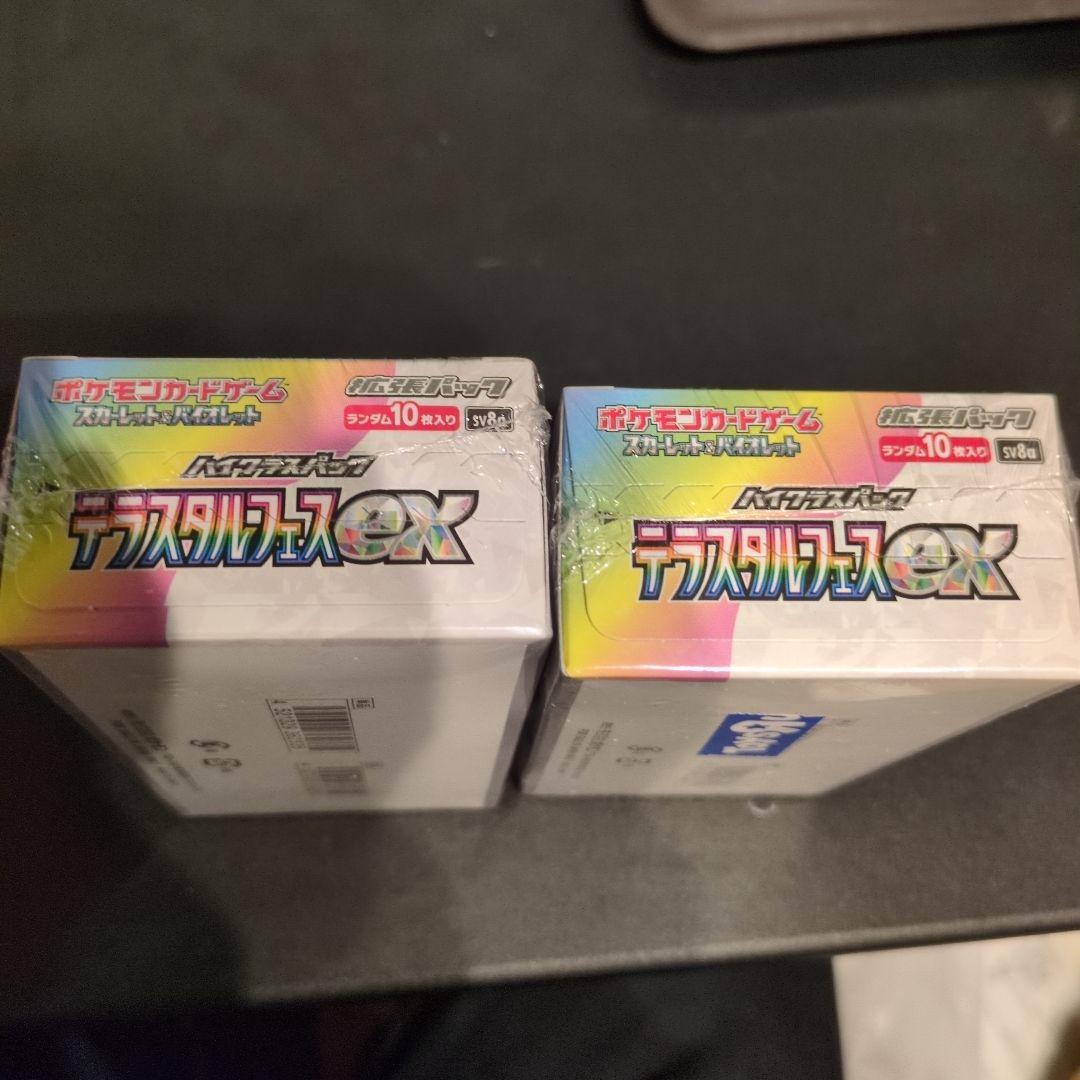 ポケモンカードゲーム
スカーレット&バイオレット
拡張パック
ランダム10枚入り
sv8a
ハイクラスパック
テラスタルフェスex
ポケモンカードゲーム
スカーレット&バイオレット
拡張パック
ランダム10枚入り
sv8a
ハイクラスパック
テラスタルフェスex